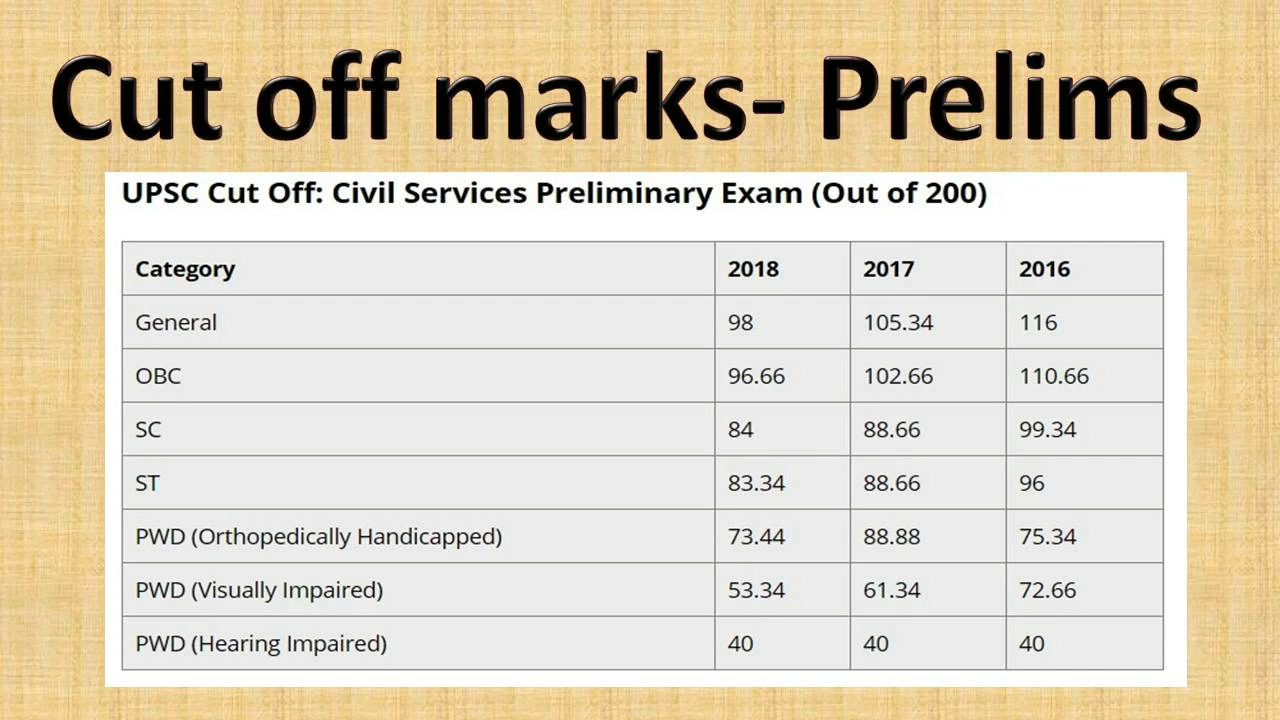 Cut off marks- Prelims
UPSC Cut Off: Civil Services Preliminary Exam (Out of 200)
Category 2018 2017 2016
General 98 105.34 116
OBC 96.66 102.66 110.66
SC 84 88.66 99.34
ST 83.34 88.66 96
PWD (Orthopedically Handicapped) 73.44 88.88 75.34
PWD (Visually Impaired) 53.34 61.34 72.66
PWD (Hearing Impaired) 40 40 40